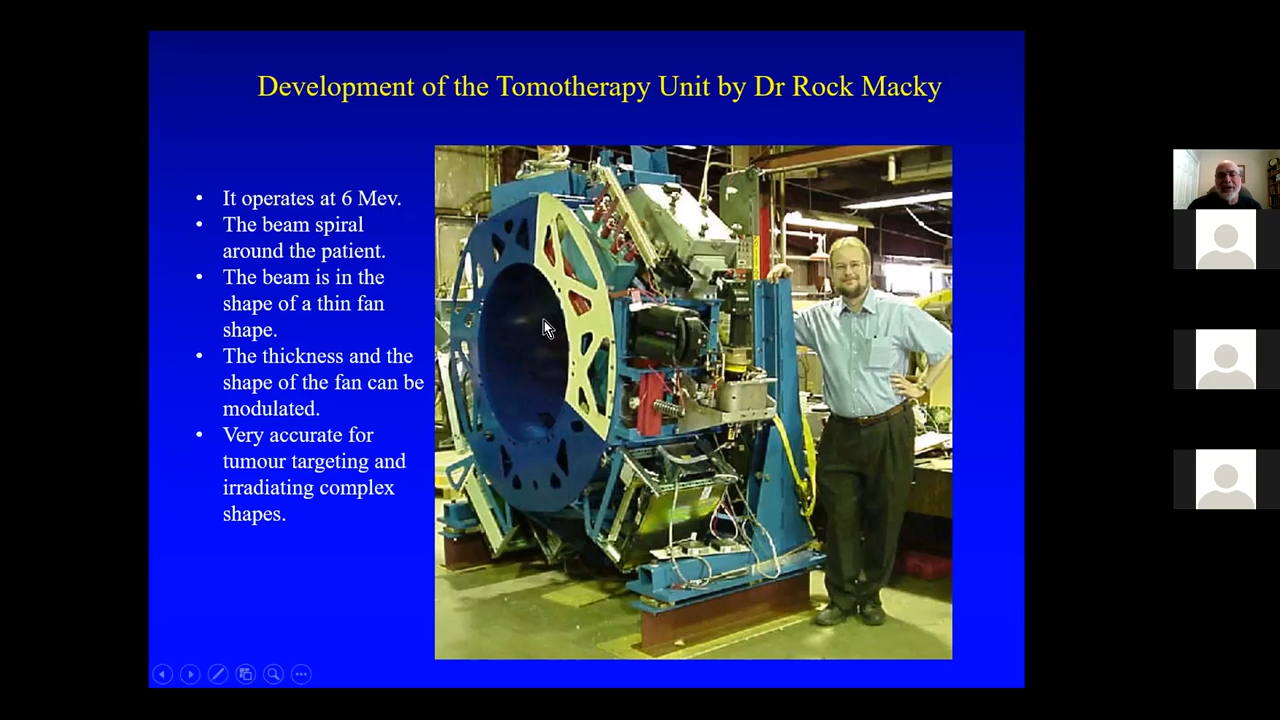 Development of the Tomotherapy Unit by Dr Rock Macky
• It operates at 6 Mev.
• The beam spiral
around the patient.
• The beam is in the
shape of a thin fan
shape.
• The thickness and the
shape of the fan can be
modulated.
• Very accurate for
tumour targeting and
irradiating complex
shapes.